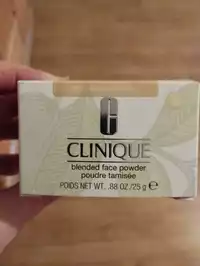 CLINIQUE
blended face powder
poudre tamisée
POIDS NET WT. .88 OZ/25 g ℮